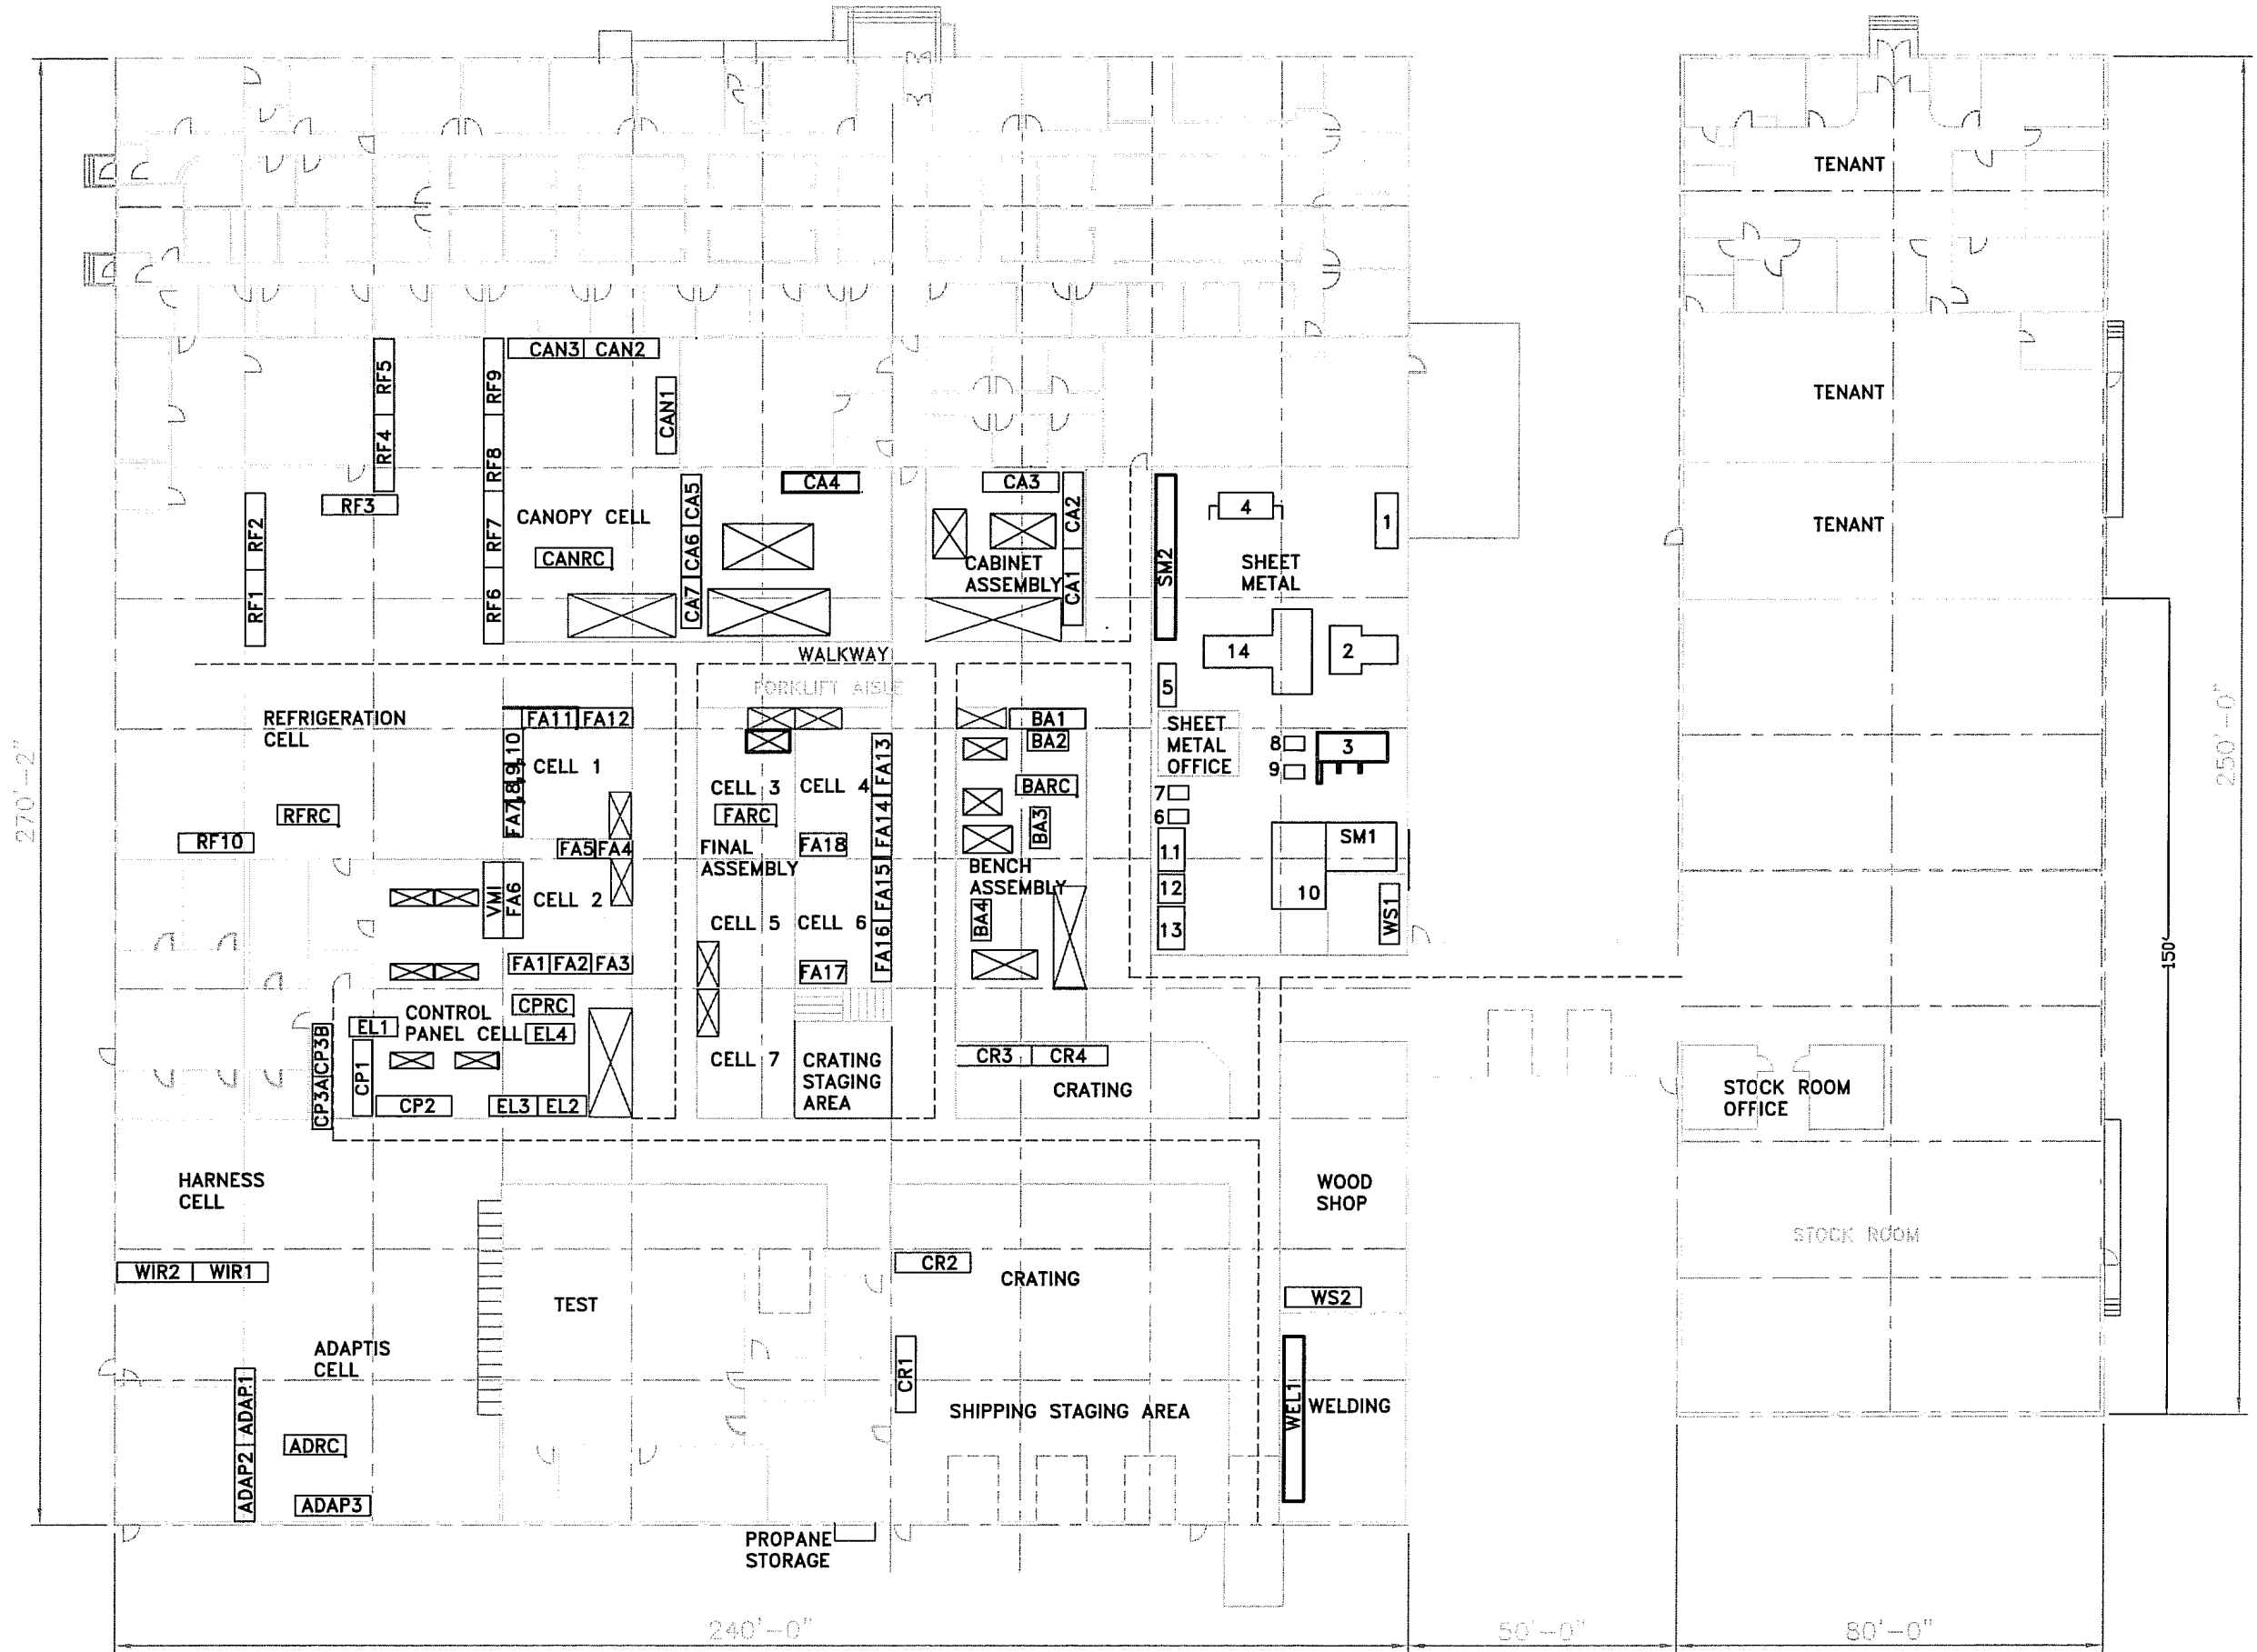 TENANT
RF5
RF9
CAN3
CAN2
CAN1
TENANT
RF4
RF8
RF3
CA5
CA4
CA3
CA2
4
1
RF2
RF7
CANOPY CELL
CA6
CANRC
CABINET
ASSEMBLY
SM2
SHEET
METAL
TENANT
RF1
RF6
CA7
CA1
WALKWAY
14
2
FORKLIFT AISLE
5
REFRIGERATION
CELL
FA11
FA12
BA1
BA2
SHEET
METAL
OFFICE
8
3
9
270'-2"
250'-0"
FA7,8,9,10
CELL 1
CELL 3
CELL 4
FA13
BARC
7
6
RFRC
FARC
FA14
BA3
RF10
FA5
FA4
FINAL
ASSEMBLY
FA18
SM1
11
VMI
FA6
CELL 2
FA15
BENCH
ASSEMBLY
12
10
CELL 5
CELL 6
FA16
BA4
13
WS1
150'
FA1
FA2
FA3
FA17
CPRC
CONTROL
PANEL CELL
EL1
EL4
CP3A
CP3B
CP1
CELL 7
CRATING
STAGING
AREA
CR3
CR4
CRATING
STOCK ROOM
OFFICE
CP2
EL3
EL2
HARNESS
CELL
WOOD
SHOP
STOCK ROOM
WIR2
WIR1
CR2
CRATING
TEST
WS2
ADAPTIS
CELL
CR1
ADAP1
SHIPPING STAGING AREA
WEL1
WELDING
ADRC
ADAP2
ADAP3
PROPANE
STORAGE
240'-0"
50'-0"
80'-0"